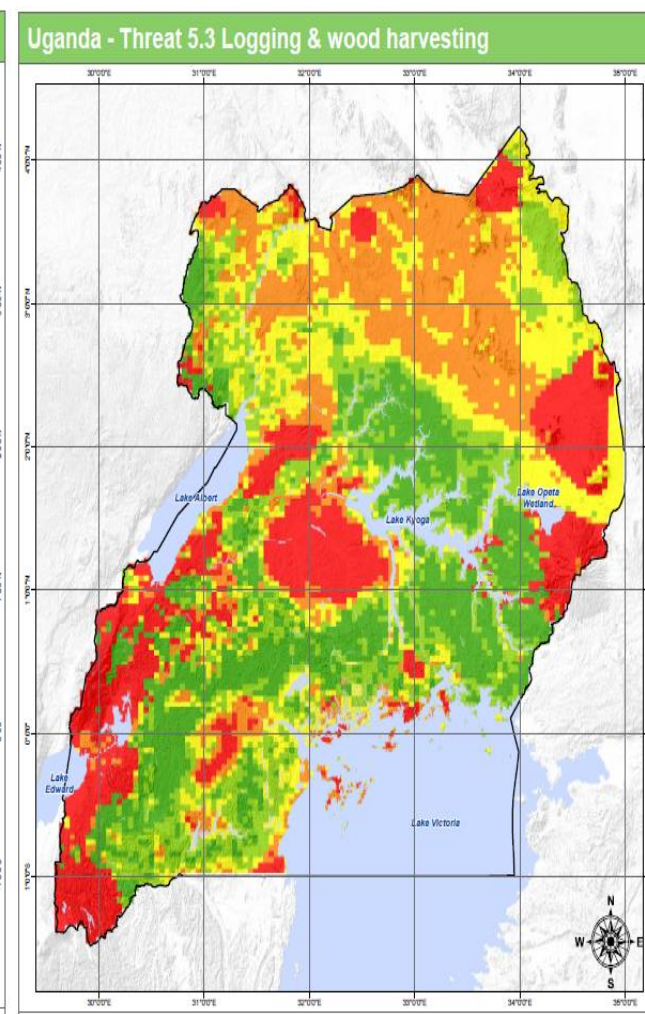 Uganda - Threat 5.3 Logging & wood harvesting
30°0'0"E 31°0'0"E 32°0'0"E 33°0'0"E 34°0'0"E 35°0'0"E
Lake Albert
Lake Opeta
Wetland
Lake Kyoga
Lake
Edward
Lake Victoria
N
W E
S
30°0'0"E 31°0'0"E 32°0'0"E 33°0'0"E 34°0'0"E 35°0'0"E